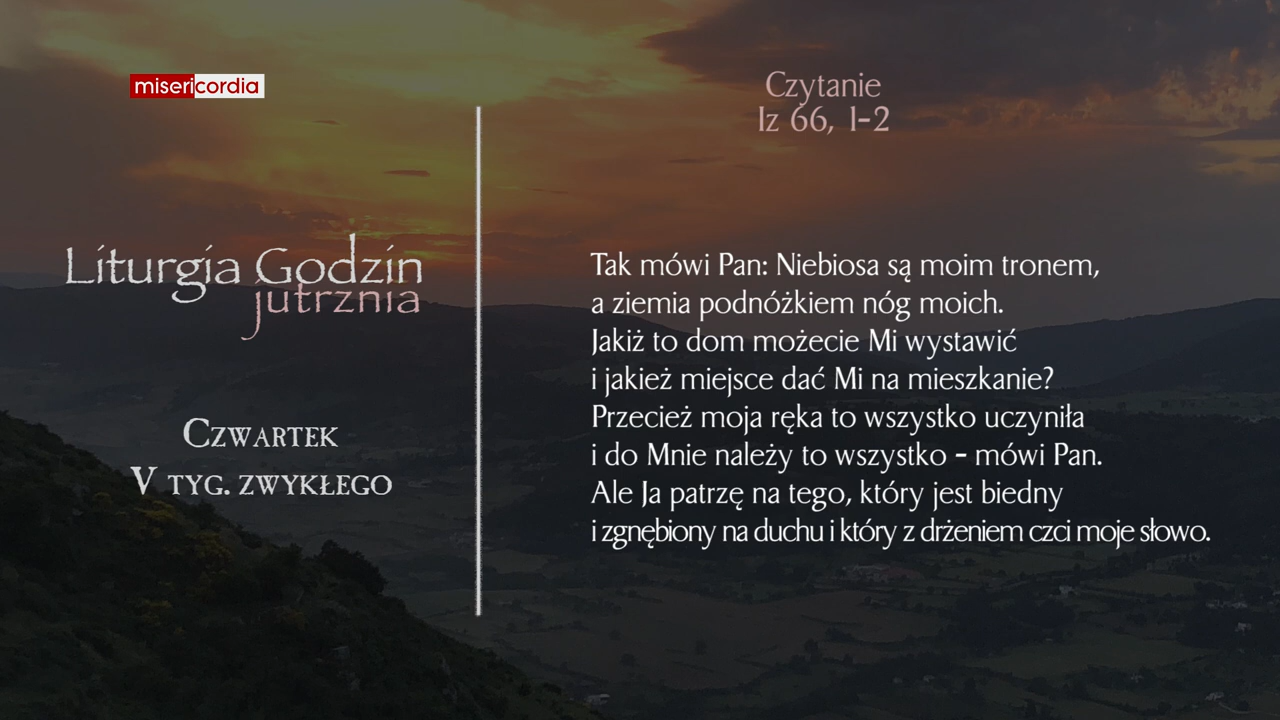 misericordia
Liturgia Godzin
jutrznia
Czwartek
V tyg. zwykłego
Czytanie
Iz 66, 1-2
Tak mówi Pan: Niebiosa są moim tronem,
a ziemia podnóżkiem nóg moich.
Jakiż to dom możecie Mi wystawić
i jakież miejsce dać Mi na mieszkanie?
Przecież moja ręka to wszystko uczyniła
i do Mnie należy to wszystko - mówi Pan.
Ale Ja patrzę na tego, który jest biedny
i zgnębiony na duchu i który z drżeniem czci moje słowo.